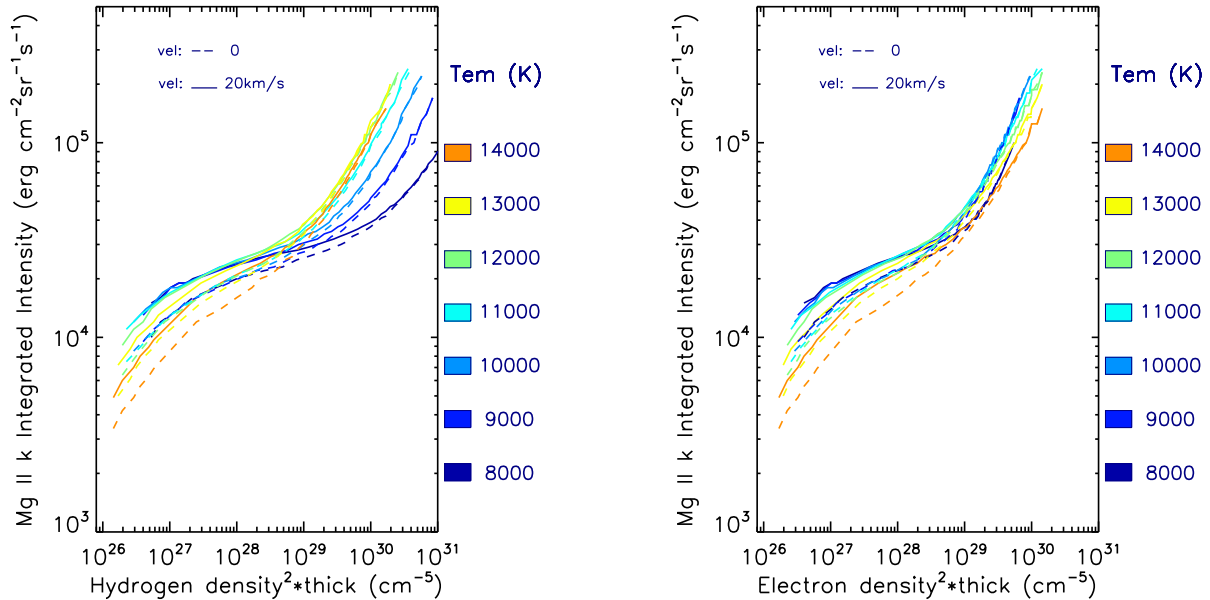 Mg II k Integrated Intensity (erg cm⁻²sr⁻¹s⁻¹)
vel: 0
vel: 20km/s
10⁵
10⁴
10³
10²⁶ 10²⁷ 10²⁸ 10²⁹ 10³⁰ 10³¹
Hydrogen density²*thick (cm⁻⁵)
Tem (K)
14000
13000
12000
11000
10000
9000
8000
Mg II k Integrated Intensity (erg cm⁻²sr⁻¹s⁻¹)
vel: 0
vel: 20km/s
10⁵
10⁴
10³
10²⁶ 10²⁷ 10²⁸ 10²⁹ 10³⁰ 10³¹
Electron density²*thick (cm⁻⁵)
Tem (K)
14000
13000
12000
11000
10000
9000
8000